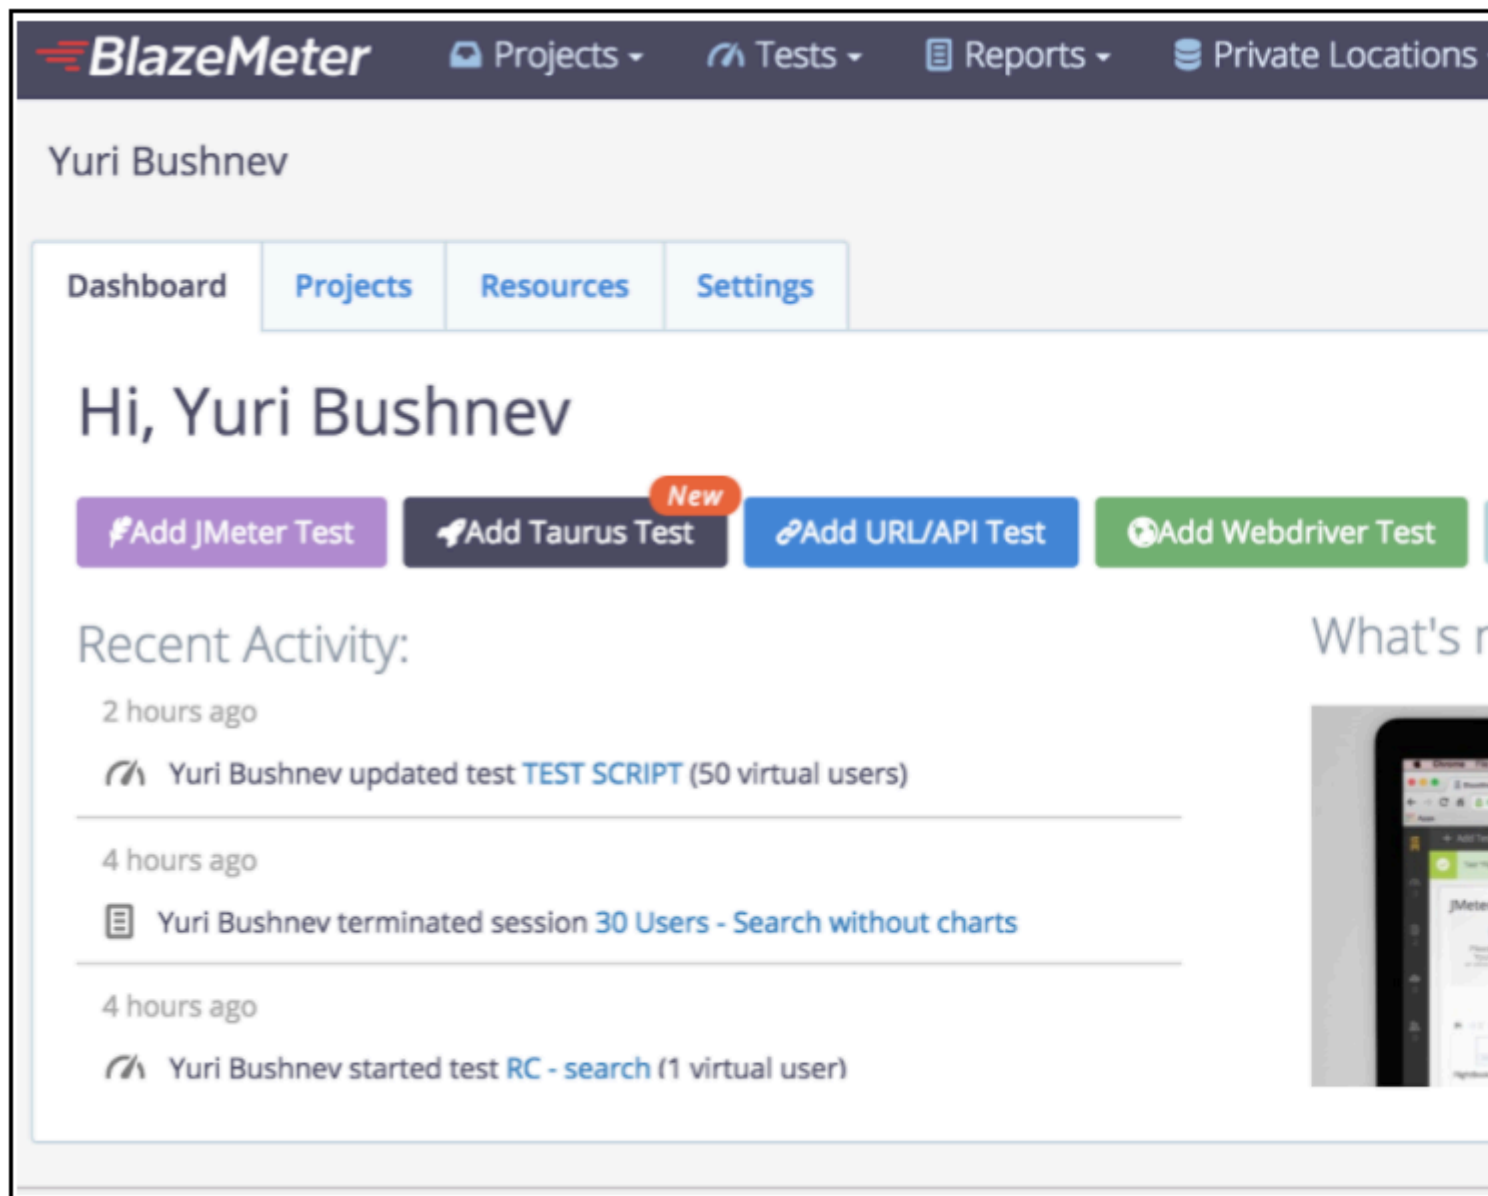 BlazeMeter Projects Tests Reports Private Locations
Yuri Bushnev
Dashboard Projects Resources Settings
Hi, Yuri Bushnev
New
Add JMeter Test Add Taurus Test Add URL/API Test Add Webdriver Test
Recent Activity:
What's
2 hours ago
Yuri Bushnev updated test TEST SCRIPT (50 virtual users)
4 hours ago
Yuri Bushnev terminated session 30 Users - Search without charts
4 hours ago
Yuri Bushnev started test RC - search (1 virtual user)
Chrome
Apps
+ Add